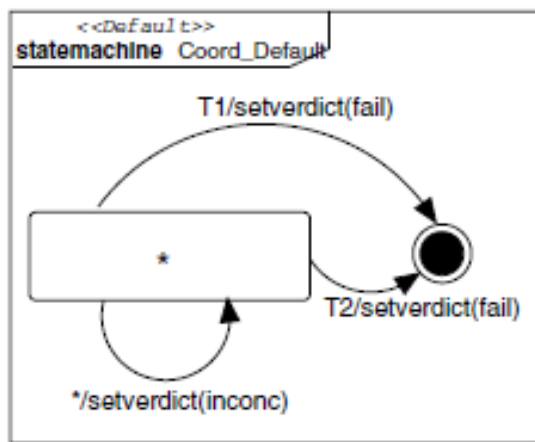 <<Default>>
statemachine Coord_Default
T1/setverdict(fail)
*
T2/setverdict(fail)
*/setverdict(inconc)